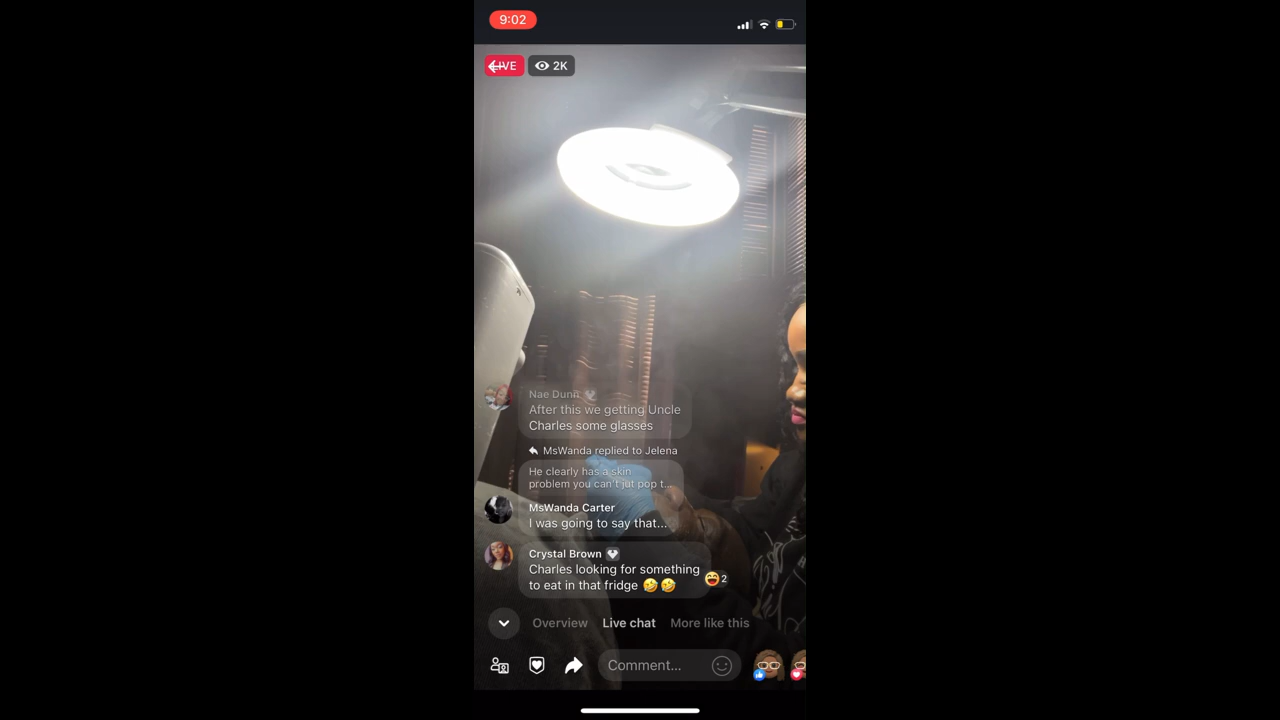 9:02
LIVE
2K
Nae Dunn
After this we getting Uncle
Charles some glasses
MsWanda replied to Jelena
He clearly has a skin
problem you can't jut pop t...
MsWanda Carter
I was going to say that...
Crystal Brown
Charles looking for something
to eat in that fridge 🤣🤣
2
Overview Live chat More like this
Comment...